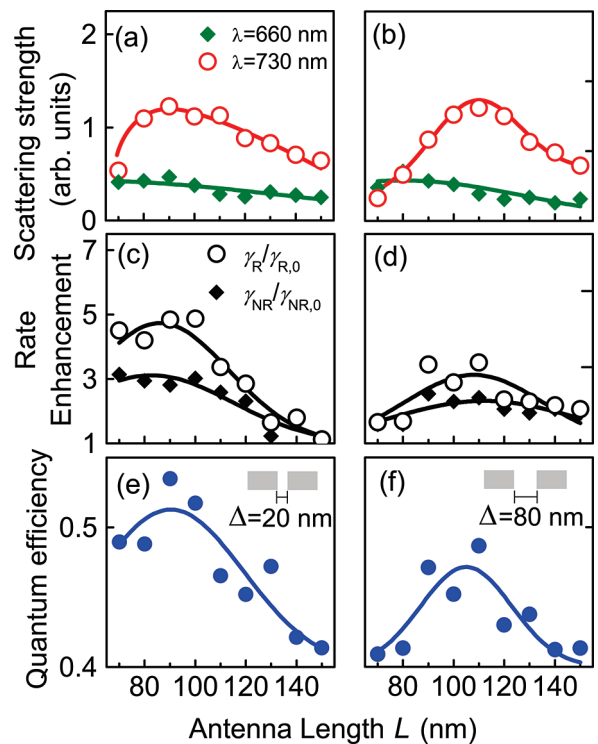 (a)
λ=660 nm
λ=730 nm
(b)
Scattering strength
(arb. units)
2
1
0
(c)
γR/γR,0
γNR/γNR,0
(d)
Rate
Enhancement
7
5
3
1
(e)
Δ=20 nm
(f)
Δ=80 nm
Quantum efficiency
0.5
0.4
80 100 120 140
80 100 120 140
Antenna Length L (nm)